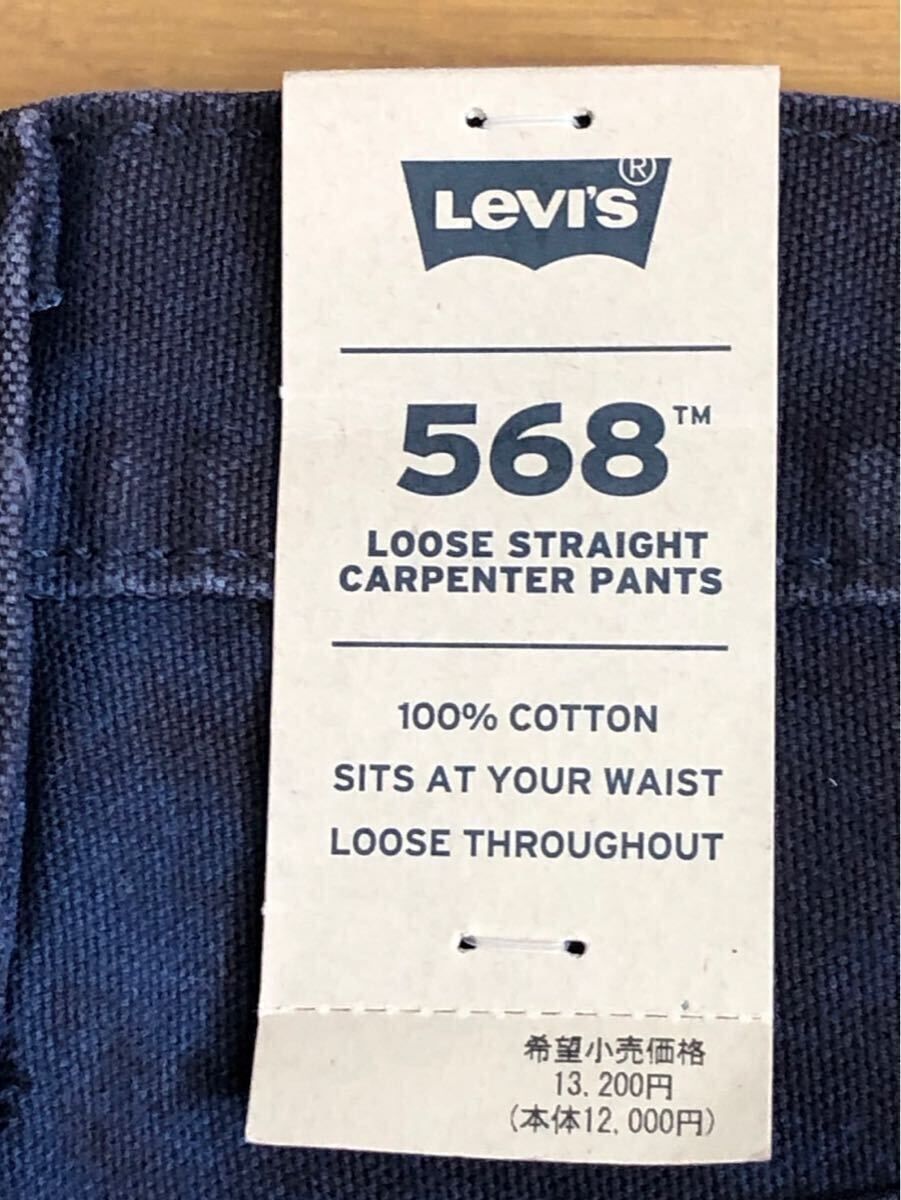 LEVI'S®
568™
LOOSE STRAIGHT
CARPENTER PANTS
100% COTTON
SITS AT YOUR WAIST
LOOSE THROUGHOUT
希望小売価格
13,200円
(本体12,000円)